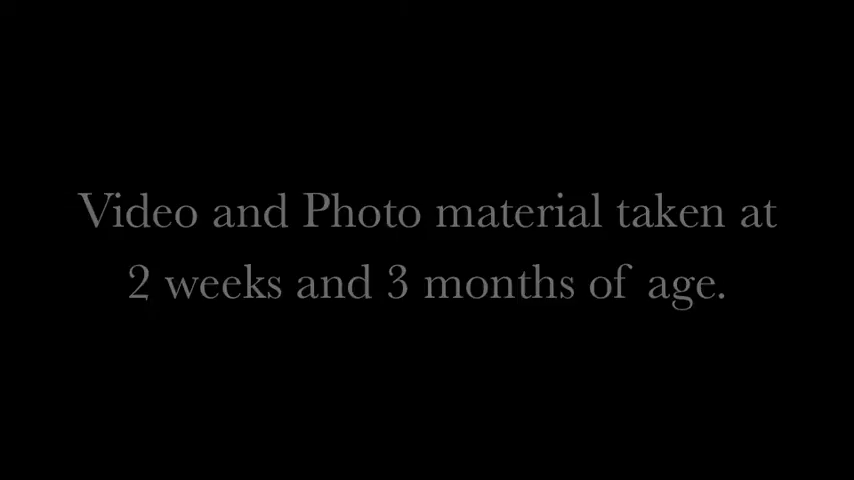 Video and Photo material taken at
2 weeks and 3 months of age.